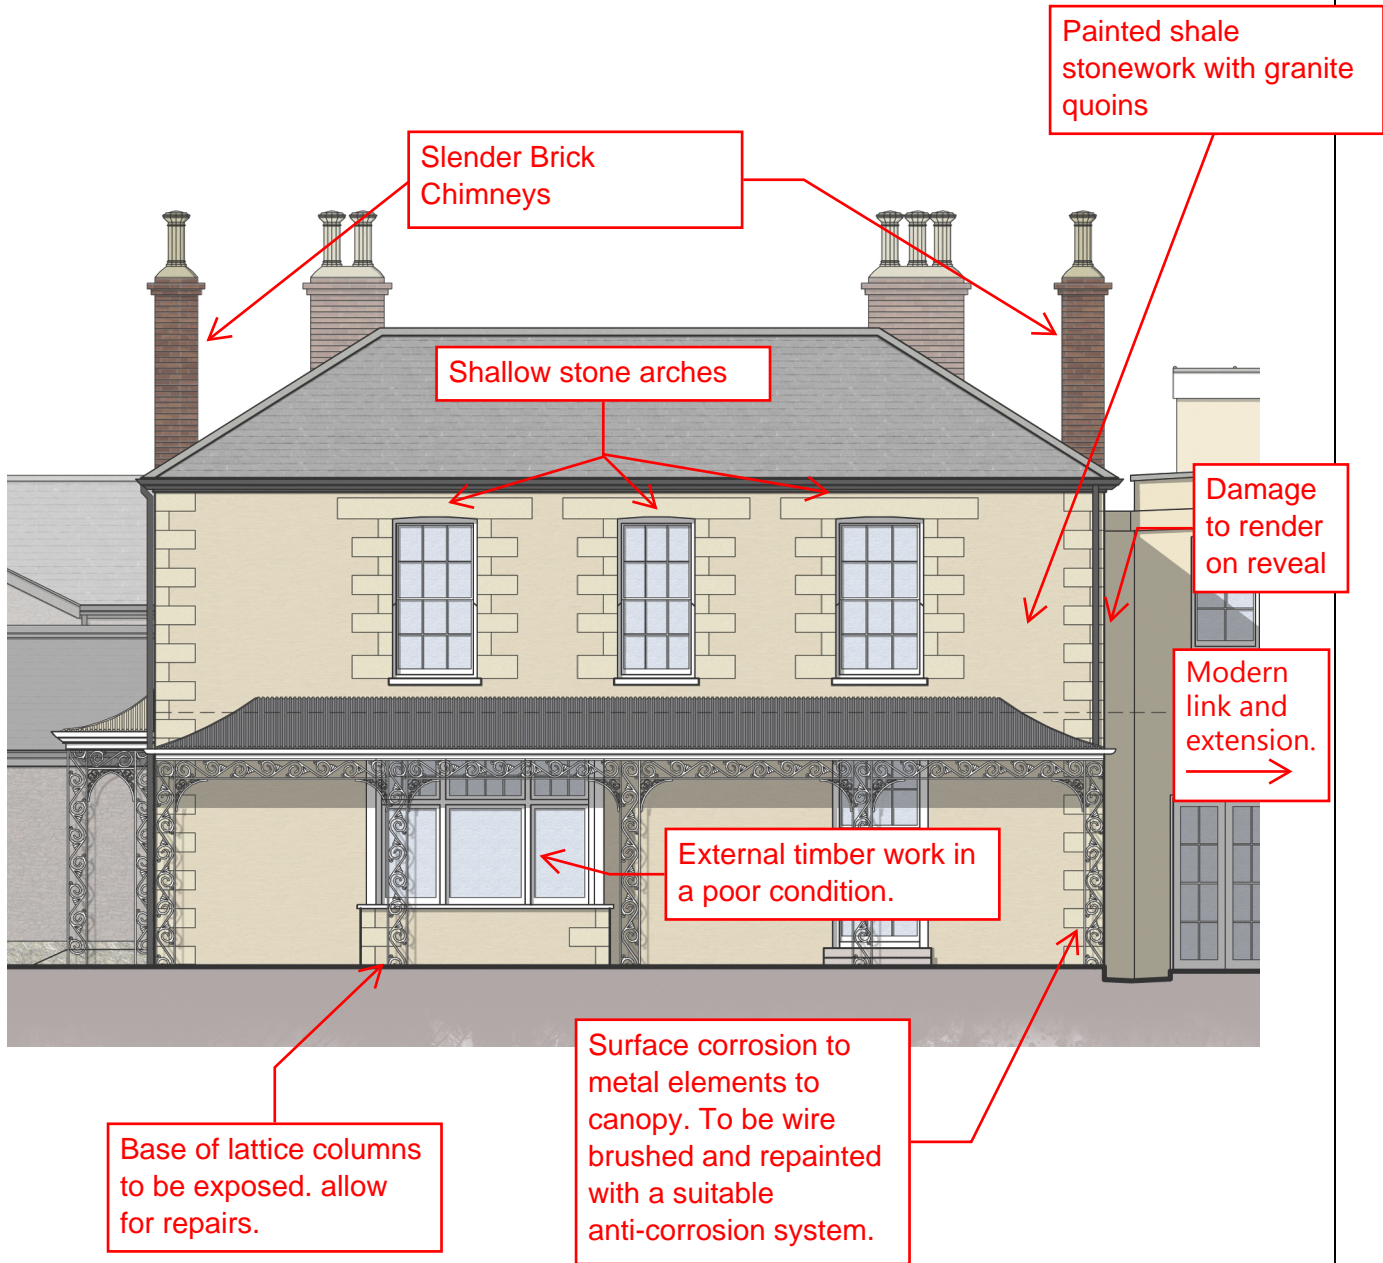 Painted shale
stonework with granite
quoins
Slender Brick
Chimneys
Shallow stone arches
Damage
to render
on reveal
Modern
link and
extension.
External timber work in
a poor condition.
Surface corrosion to
metal elements to
canopy. To be wire
brushed and repainted
with a suitable
anti-corrosion system.
Base of lattice columns
to be exposed. allow
for repairs.